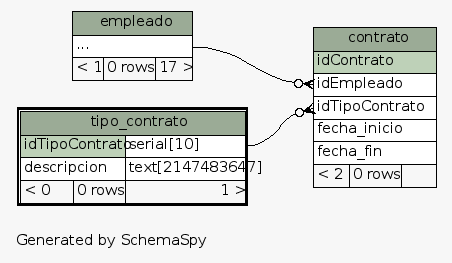 empleado
...
< 1 0 rows 17 >
contrato
idContrato
idEmpleado
idTipoContrato
fecha_inicio
fecha_fin
< 2 0 rows
tipo_contrato
idTipoContrato serial[10]
descripcion text[2147483647]
< 0 0 rows 1 >
Generated by SchemaSpy